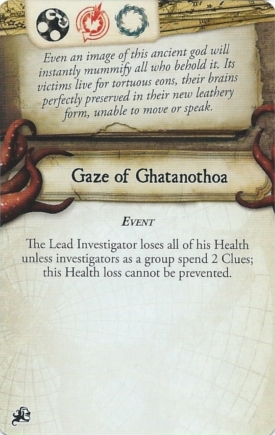 Even an image of this ancient god will
instantly mummify all who behold it. Its
victims live for tortuous eons, their brains
perfectly preserved in their new leathery
form, unable to move or speak.
Gaze of Ghatanothoa
Event
The Lead Investigator loses all of his Health
unless investigators as a group spend 2 Clues;
this Health loss cannot be prevented.